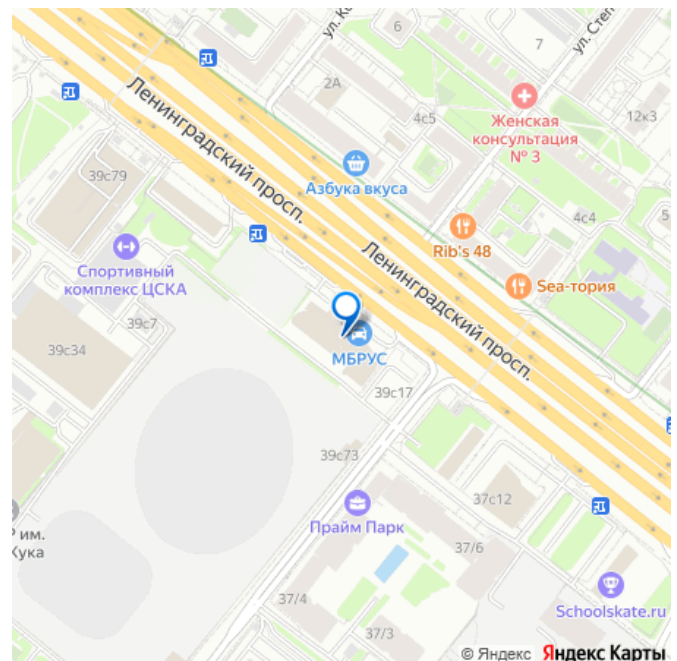 6
7
ул. Степ
2А
4с5
Женская
консультация
№ 3
12к3
Ленинградский просп.
Азбука вкуса
39с79
4с4
5
Rib's 48
Sea-тория
Спортивный
комплекс ЦСКА
Ленинградский просп.
39с7
39с34
МБРУС
39с17
39с73
37с12
Прайм Парк
им.
Кука
37/6
37/4
37/3
Schoolskate.ru
© Яндекс Яндекс Карты